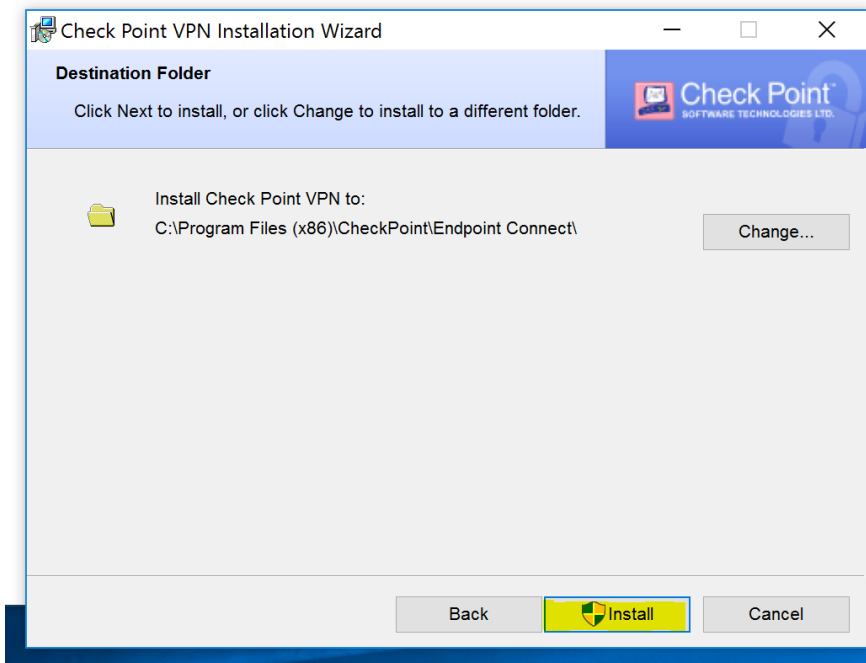 Check Point VPN Installation Wizard
Destination Folder
Click Next to install, or click Change to install to a different folder.
Check Point™
SOFTWARE TECHNOLOGIES LTD.
Install Check Point VPN to:
C:\Program Files (x86)\CheckPoint\Endpoint Connect\
Change...
Back
Install
Cancel